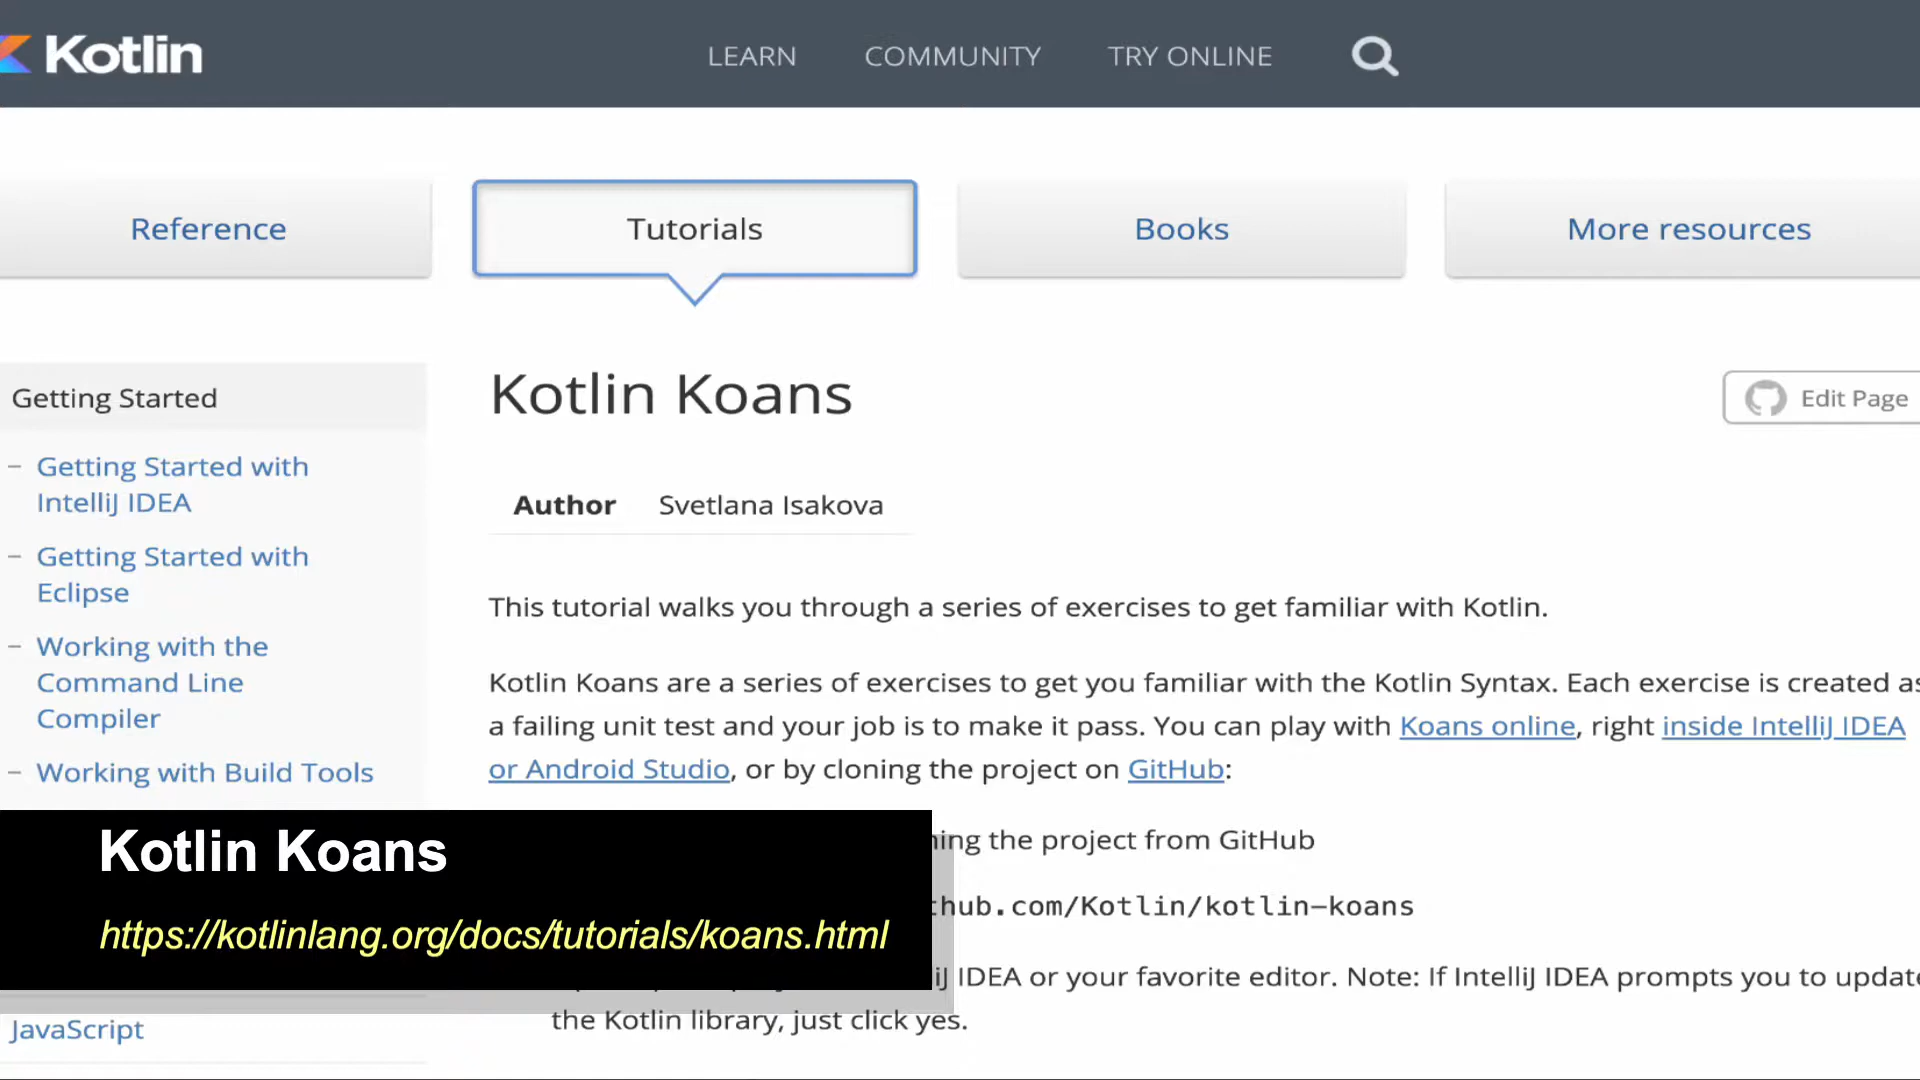 Kotlin
LEARN
COMMUNITY
TRY ONLINE
Reference
Tutorials
Books
More resources
Getting Started
– Getting Started with
IntelliJ IDEA
– Getting Started with
Eclipse
– Working with the
Command Line
Compiler
– Working with Build Tools
JavaScript
Kotlin Koans
Edit Page
Author Svetlana Isakova
This tutorial walks you through a series of exercises to get familiar with Kotlin.
Kotlin Koans are a series of exercises to get you familiar with the Kotlin Syntax. Each exercise is created as
a failing unit test and your job is to make it pass. You can play with Koans online, right inside IntelliJ IDEA
or Android Studio, or by cloning the project on GitHub:
the project from GitHub
hub.com/Kotlin/kotlin-koans
IDEA or your favorite editor. Note: If IntelliJ IDEA prompts you to update
the Kotlin library, just click yes.
Kotlin Koans
https://kotlinlang.org/docs/tutorials/koans.html